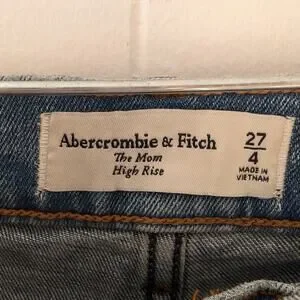 Abercrombie & Fitch
The Mom
High Rise
27
4
MADE IN
VIETNAM